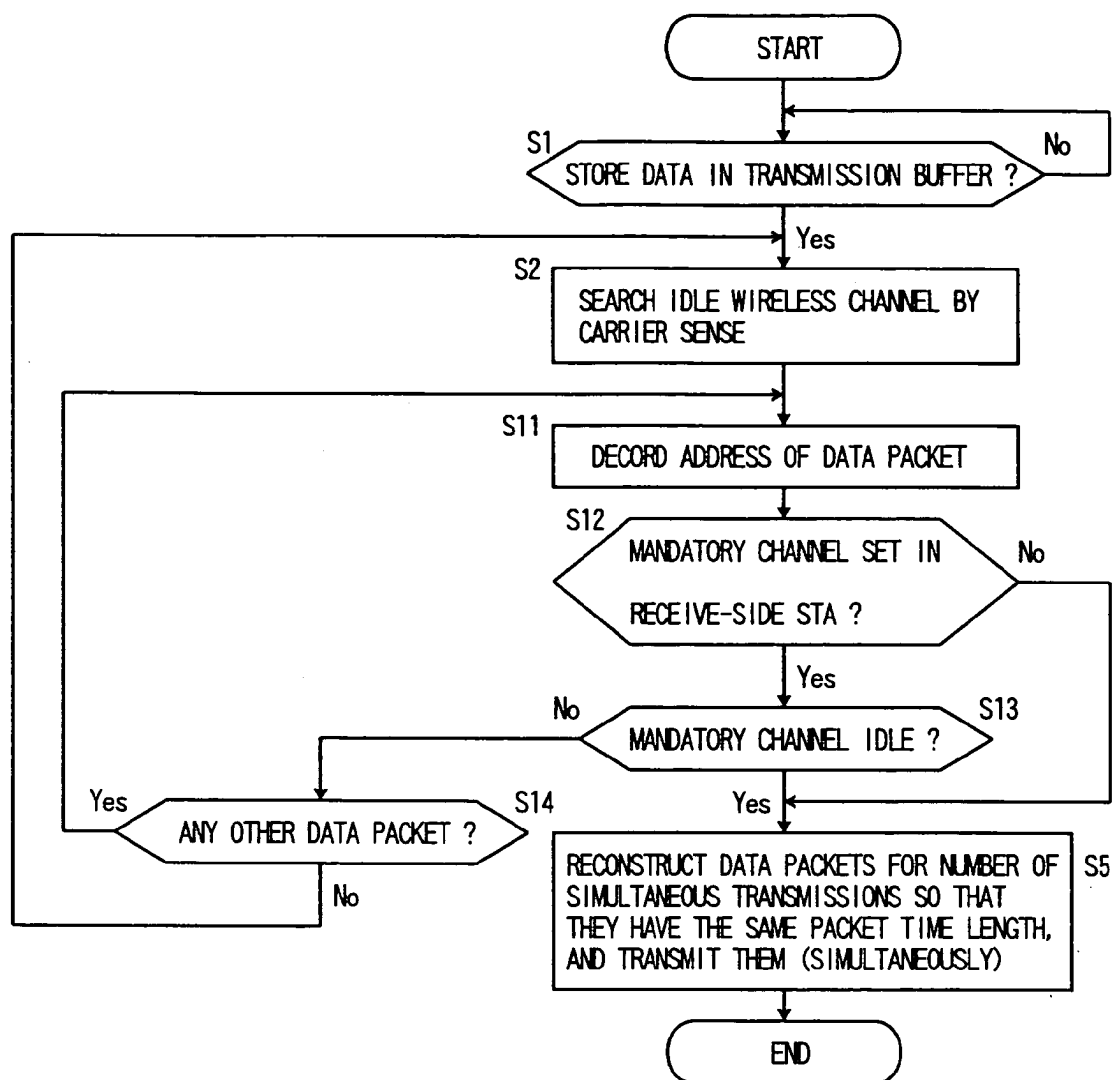 START
S1
No
STORE DATA IN TRANSMISSION BUFFER ?
Yes
S2
SEARCH IDLE WIRELESS CHANNEL BY
CARRIER SENSE
S11
DECORD ADDRESS OF DATA PACKET
S12
MANDATORY CHANNEL SET IN
RECEIVE-SIDE STA ?
No
Yes
No
S13
MANDATORY CHANNEL IDLE ?
Yes
Yes
S14
ANY OTHER DATA PACKET ?
No
RECONSTRUCT DATA PACKETS FOR NUMBER OF
SIMULTANEOUS TRANSMISSIONS SO THAT
THEY HAVE THE SAME PACKET TIME LENGTH,
AND TRANSMIT THEM (SIMULTANEOUSLY)
S5
END